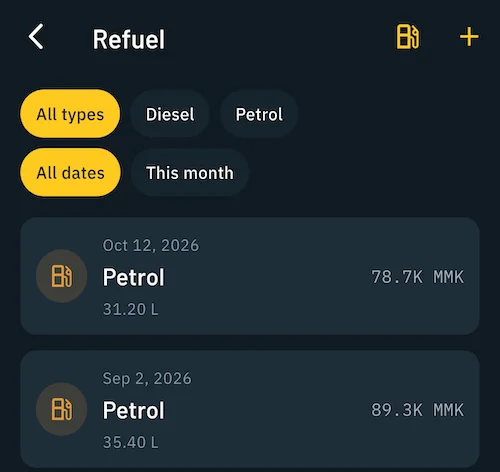 Refuel
All types Diesel Petrol
All dates This month
Oct 12, 2026
Petrol 78.7K MMK
31.20 L
Sep 2, 2026
Petrol 89.3K MMK
35.40 L